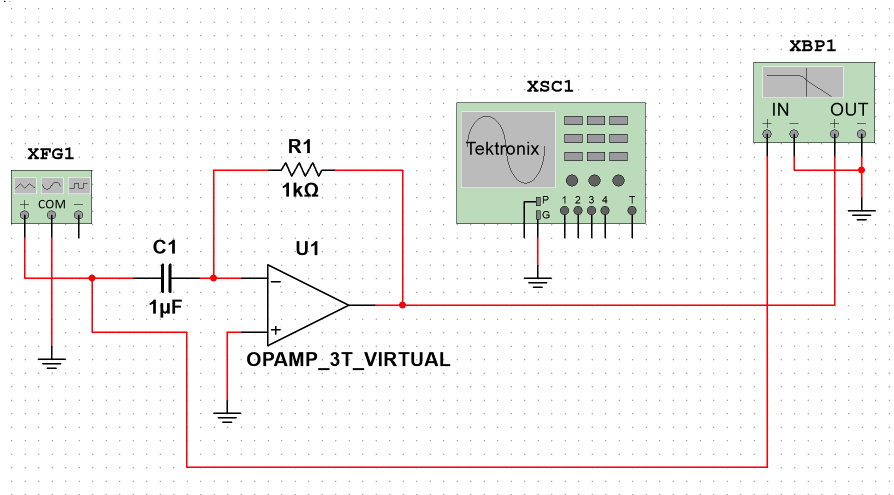 XBP1
IN OUT
+ − + −
XSC1
Tektronix
P
G
1 2 3 4 T
XFG1
+ COM −
R1
1kΩ
C1
1µF
U1
−
+
OPAMP_3T_VIRTUAL